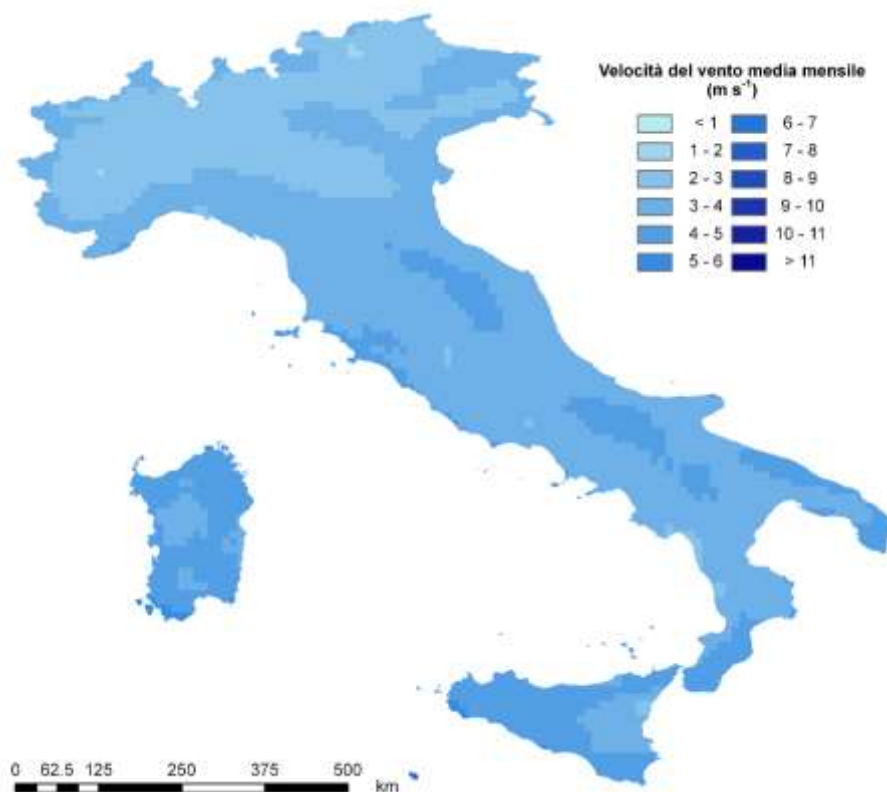 Velocità del vento media mensile
(m s⁻¹)
< 1 6 - 7
1 - 2 7 - 8
2 - 3 8 - 9
3 - 4 9 - 10
4 - 5 10 - 11
5 - 6 > 11
0 62.5 125 250 375 500
km